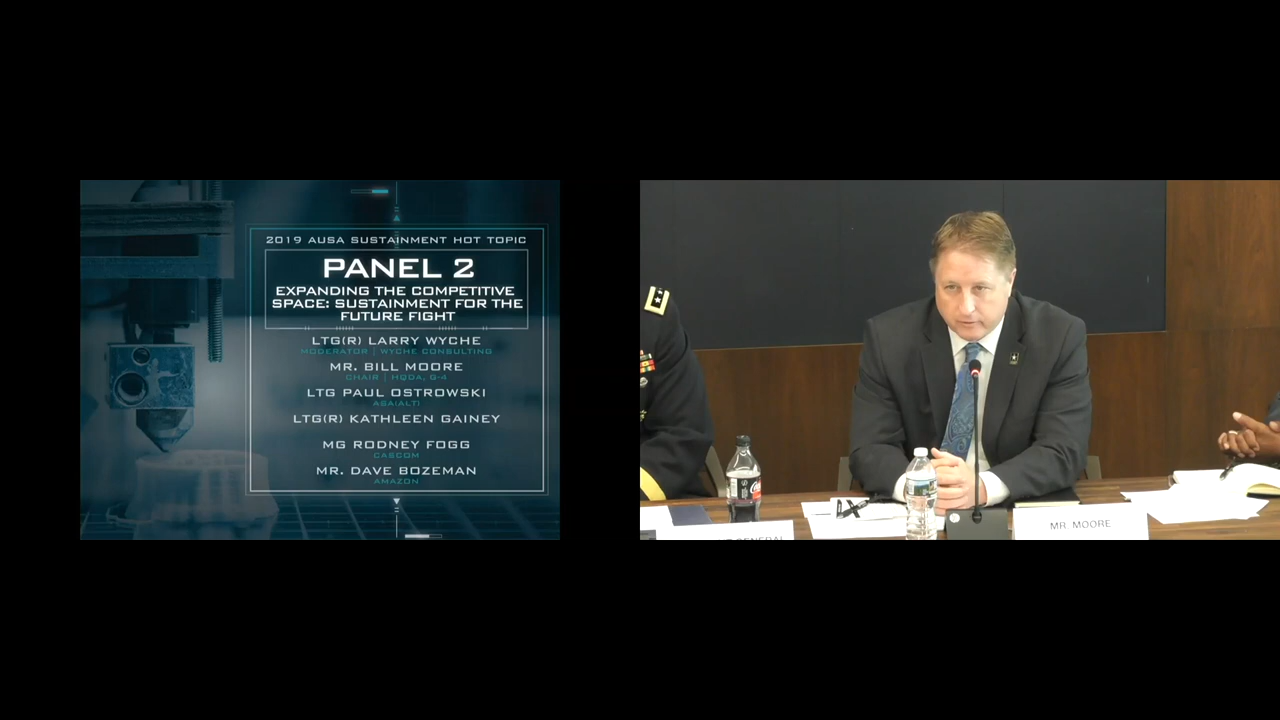 2019 AUSA SUSTAINMENT HOT TOPIC
PANEL 2
EXPANDING THE COMPETITIVE
SPACE: SUSTAINMENT FOR THE
FUTURE FIGHT
LTG(R) LARRY WYCHE
MODERATOR | WYCHE CONSULTING
MR. BILL MOORE
CHAIR | HQDA, G-4
LTG PAUL OSTROWSKI
ASA(ALT)
LTG(R) KATHLEEN GAINEY
MG RODNEY FOGG
CASCOM
MR. DAVE BOZEMAN
AMAZON
GENERAL
MR. MOORE